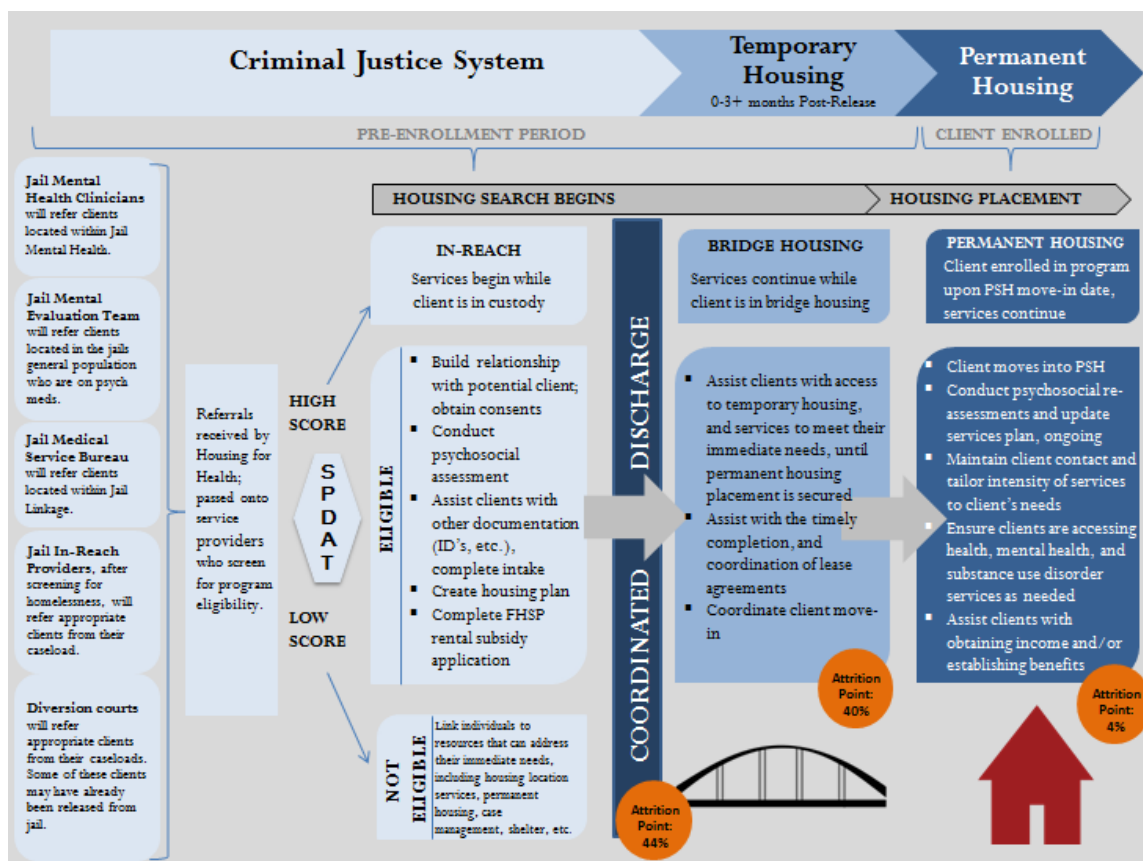 Criminal Justice System
Temporary
Housing
0-3+ months Post-Release
Permanent
Housing
PRE-ENROLLMENT PERIOD
CLIENT ENROLLED
Jail Mental
Health Clinicians
will refer clients
located within Jail
Mental Health.
Jail Mental
Evaluation Team
will refer clients
located in the jails
general population
who are on psych
meds.
Jail Medical
Service Bureau
will refer clients
located within Jail
Linkage.
Jail In-Reach
Providers, after
screening for
homelessness, will
refer appropriate
clients from their
caseload.
Diversion courts
will refer
appropriate clients
from their caseloads.
Some of these clients
may have already
been released from
jail.
Referrals
received by
Housing for
Health;
passed onto
service
providers
who screen
for program
eligibility.
HIGH
SCORE
SPDAT
LOW
SCORE
HOUSING SEARCH BEGINS
HOUSING PLACEMENT
IN-REACH
Services begin while
client is in custody
ELIGIBLE
▪ Build relationship
with potential client;
obtain consents
▪ Conduct
psychosocial
assessment
▪ Assist clients with
other documentation
(ID's, etc.),
complete intake
▪ Create housing plan
▪ Complete FHSP
rental subsidy
application
NOT
ELIGIBLE
Link individuals to
resources that can address
their immediate needs,
including housing location
services, permanent
housing, case
management, shelter, etc.
COORDINATED DISCHARGE
Attrition
Point:
44%
BRIDGE HOUSING
Services continue while
client is in bridge housing
▪ Assist clients with access
to temporary housing,
and services to meet their
immediate needs, until
permanent housing
placement is secured
▪ Assist with the timely
completion, and
coordination of lease
agreements
▪ Coordinate client move-
in
Attrition
Point:
40%
PERMANENT HOUSING
Client enrolled in program
upon PSH move-in date,
services continue
▪ Client moves into PSH
▪ Conduct psychosocial re-
assessments and update
services plan, ongoing
▪ Maintain client contact and
tailor intensity of services
to client's needs
▪ Ensure clients are accessing
health, mental health, and
substance use disorder
services as needed
▪ Assist clients with
obtaining income and/or
establishing benefits
Attrition
Point:
4%